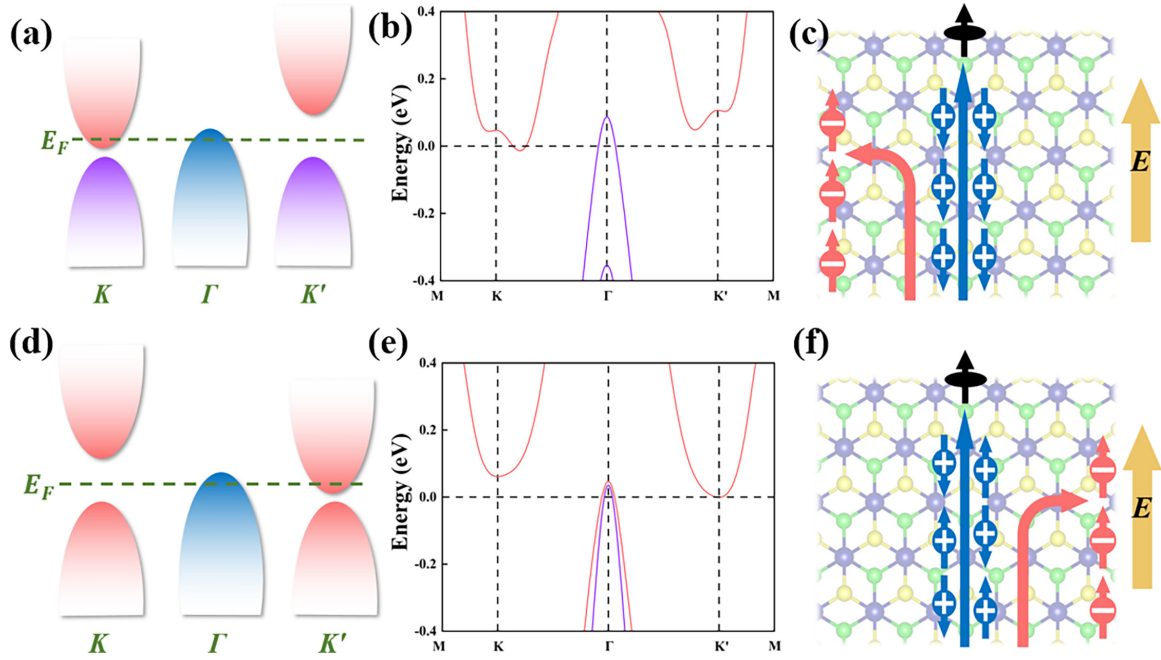 (a)
E_F
K Γ K'
(b)
Energy (eV)
0.4
0.2
0.0
-0.2
-0.4
M K Γ K' M
(c)
− − −
+ + + + + +
E
(d)
E_F
K Γ K'
(e)
Energy (eV)
0.4
0.2
0.0
-0.2
-0.4
M K Γ K' M
(f)
+ + + + + +
− − −
E